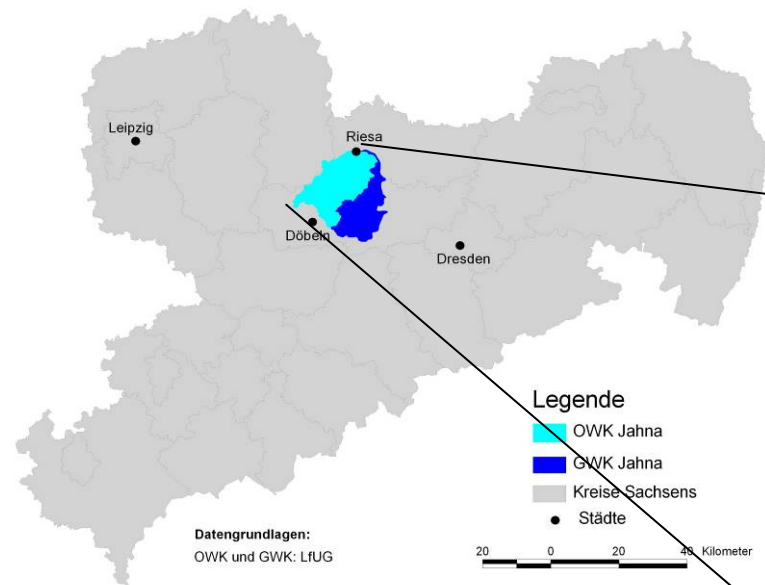 Leipzig
Riesa
Döbeln
Dresden
Legende
OWK Jahna
GWK Jahna
Kreise Sachsens
Städte
Datengrundlagen:
OWK und GWK: LfUG
20 0 20 40 Kilometer